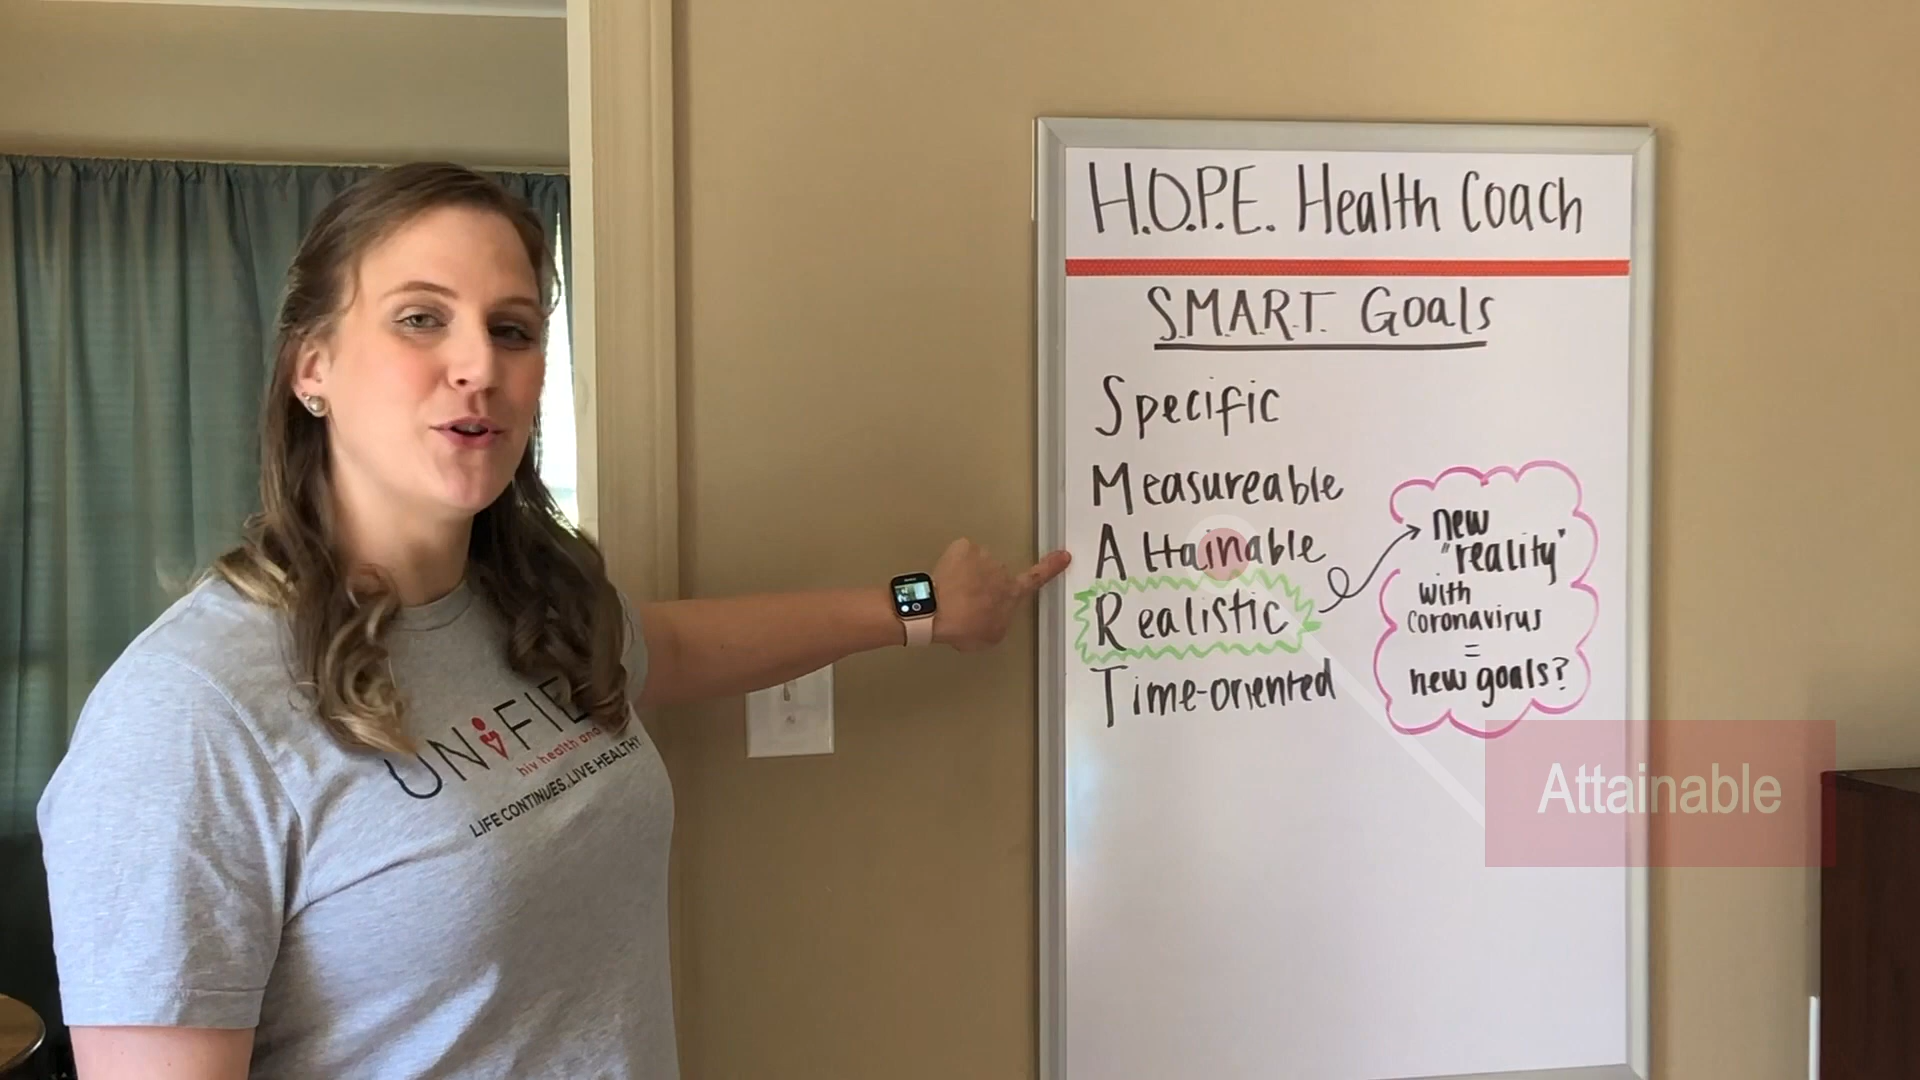 H.O.P.E. Health Coach
S.M.A.R.T. Goals
Specific
Measureable
Attainable
Realistic
Time-oriented
new
"reality"
with
coronavirus
=
new goals?
Attainable
UNIFIE
hiv health and
LIFE CONTINUES. LIVE HEALTHY